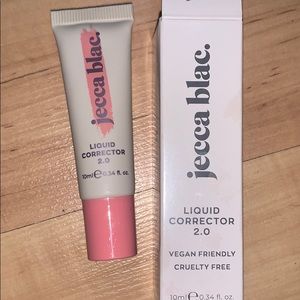 jecca blac.
LIQUID
CORRECTOR
2.0
10ml ℮ 0.34 fl. oz.
jecca blac.
LIQUID
CORRECTOR
2.0
VEGAN FRIENDLY
CRUELTY FREE
10ml ℮ 0.34 fl. oz.